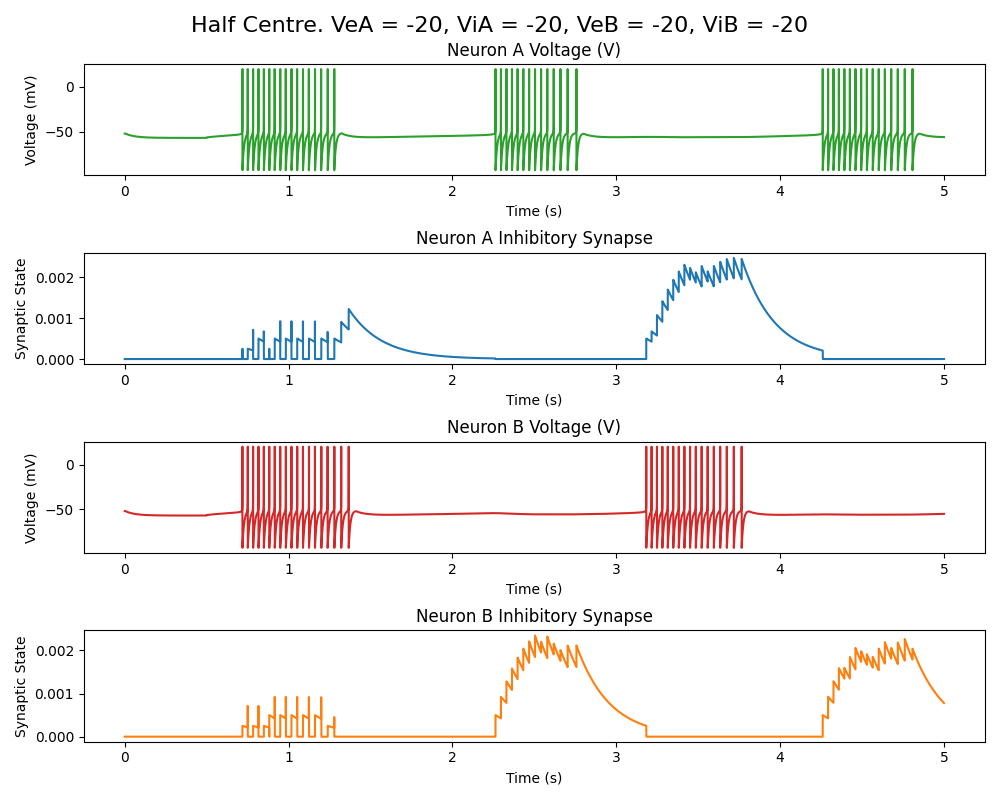 Half Centre. VeA = -20, ViA = -20, VeB = -20, ViB = -20
Neuron A Voltage (V)
Voltage (mV)
0
−50
0 1 2 3 4 5
Time (s)
Neuron A Inhibitory Synapse
Synaptic State
0.002
0.001
0.000
0 1 2 3 4 5
Time (s)
Neuron B Voltage (V)
Voltage (mV)
0
−50
0 1 2 3 4 5
Time (s)
Neuron B Inhibitory Synapse
Synaptic State
0.002
0.001
0.000
0 1 2 3 4 5
Time (s)